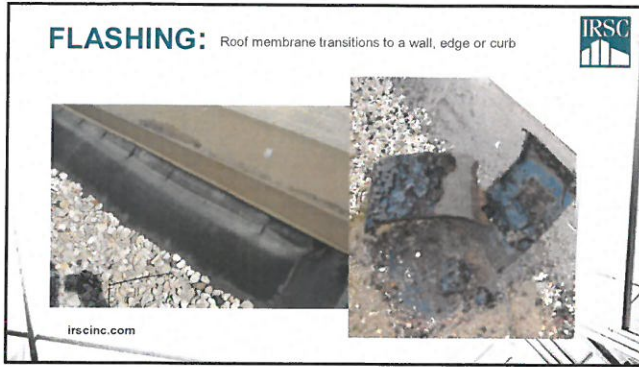 FLASHING: Roof membrane transitions to a wall, edge or curb
IRSC
irscinc.com